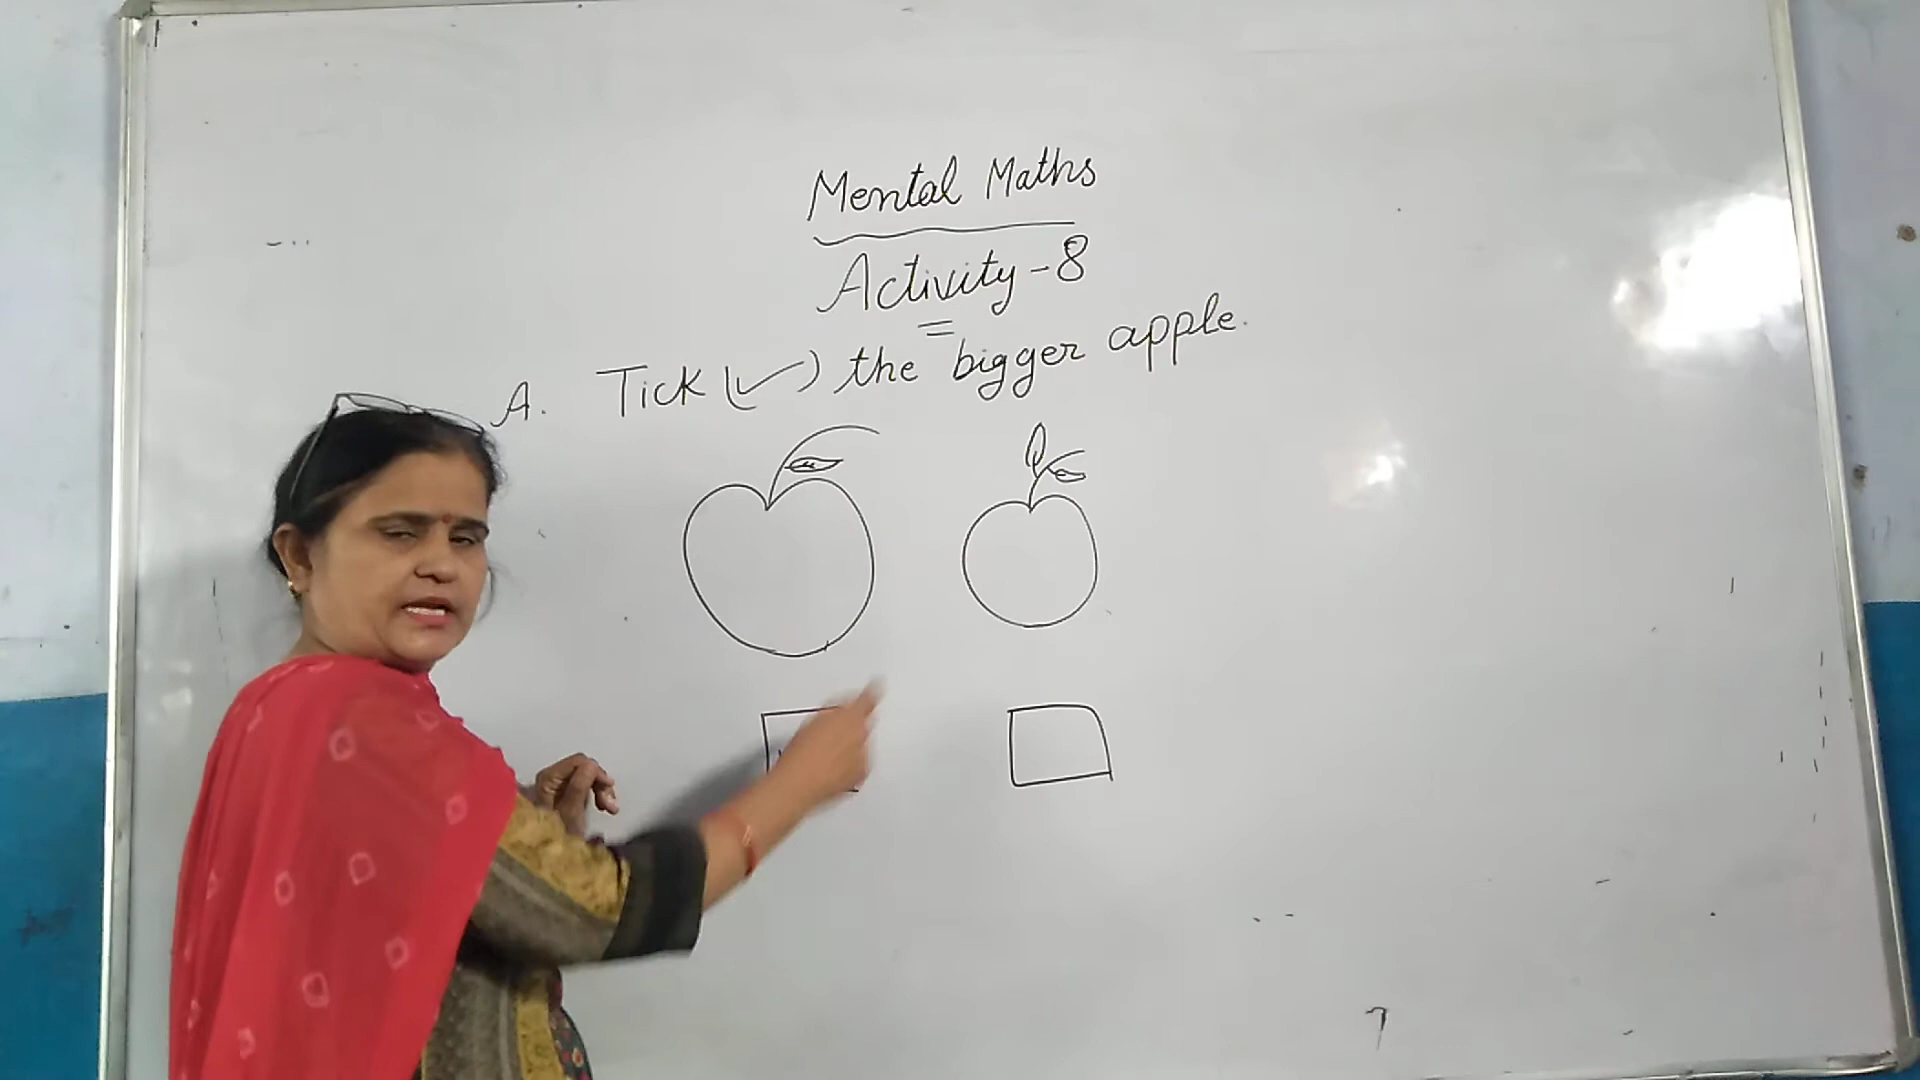 Mental Maths
Activity-8
A. Tick (✓) the bigger apple.